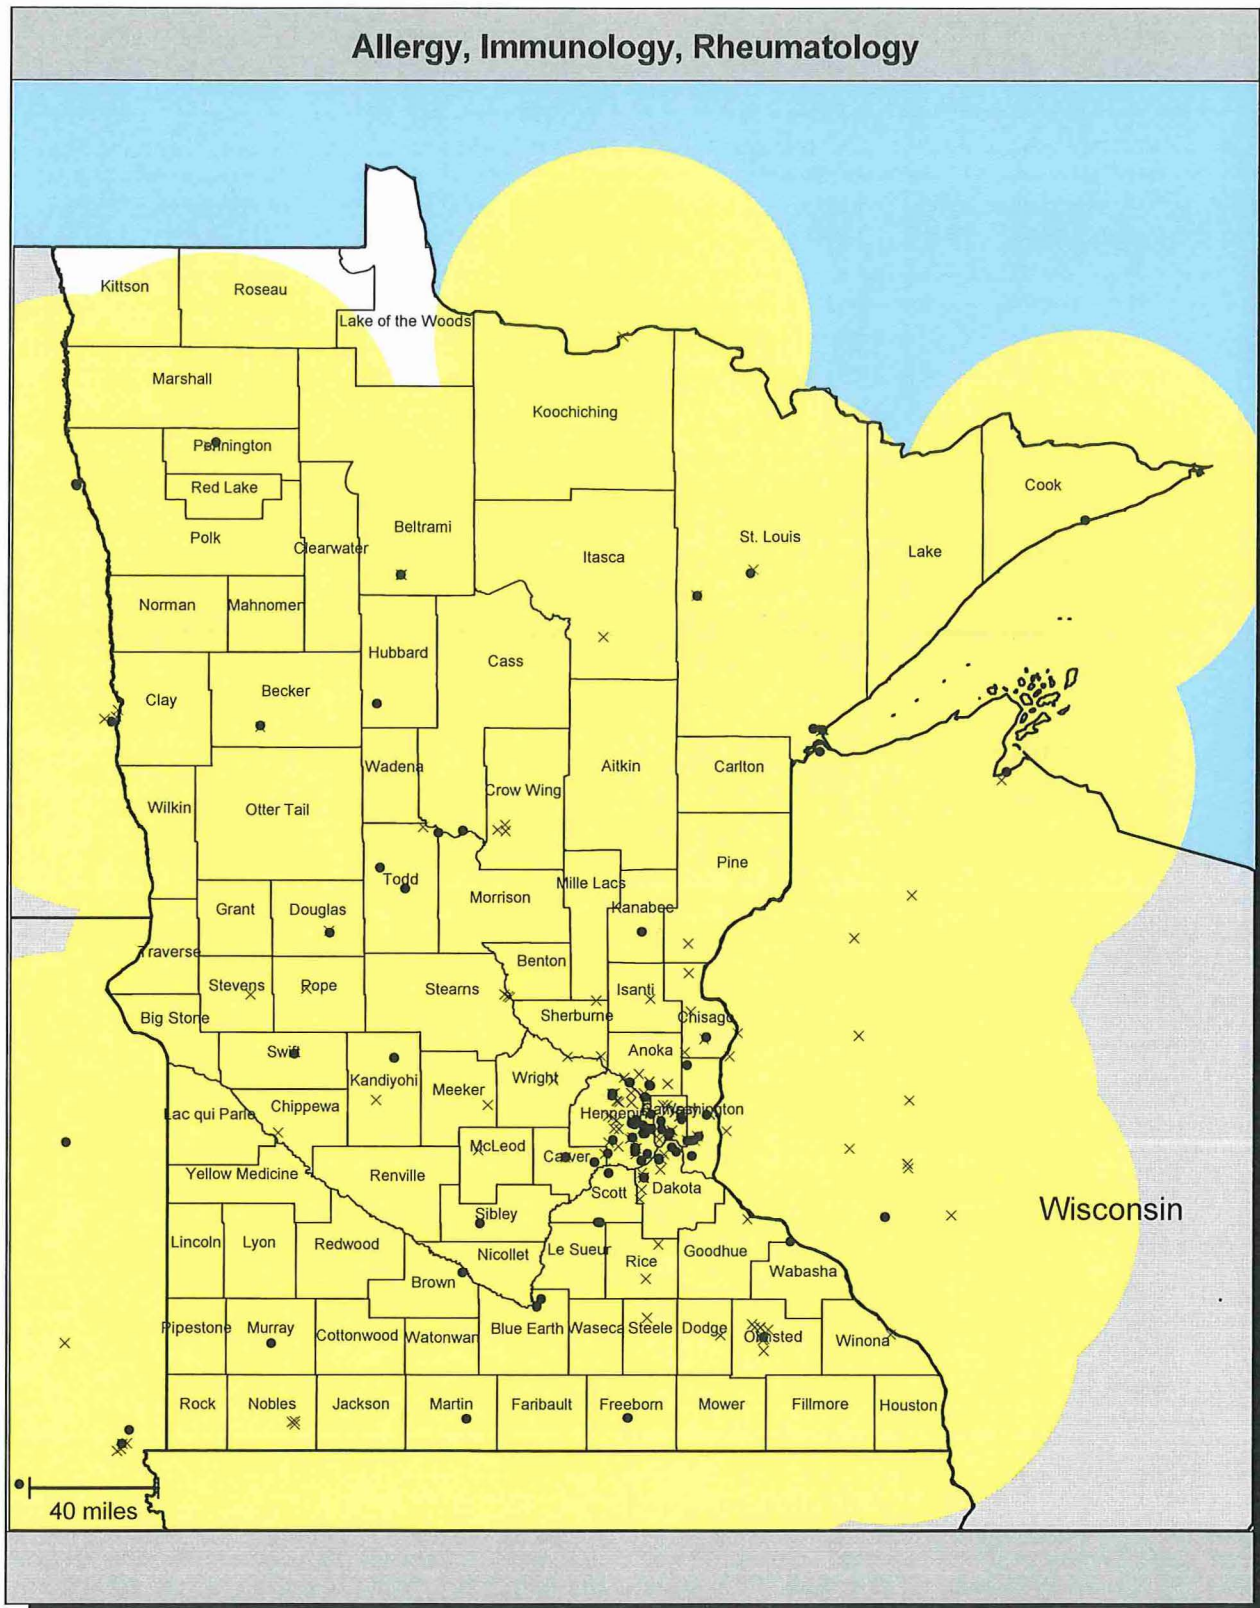 Allergy, Immunology, Rheumatology
Kittson
Roseau
Lake of the Woods
Marshall
Koochiching
Pennington
Red Lake
Cook
Beltrami
Polk
St. Louis
Clearwater
Itasca
Lake
Norman
Mahnomen
Hubbard
Cass
Clay
Becker
Wadena
Aitkin
Carlton
Crow Wing
Wilkin
Otter Tail
Pine
Todd
Mille Lacs
Morrison
Kanabec
Grant
Douglas
Traverse
Benton
Stevens
Pope
Stearns
Isanti
Big Stone
Sherburne
Chisago
Swift
Anoka
Kandiyohi
Wright
Meeker
Chippewa
Lac qui Parle
Hennepin
Ramsey
Washington
McLeod
Carver
Yellow Medicine
Renville
Scott
Dakota
Wisconsin
Sibley
Lincoln
Lyon
Redwood
Nicollet
Le Sueur
Rice
Goodhue
Brown
Wabasha
Pipestone
Murray
Cottonwood
Watonwan
Blue Earth
Waseca
Steele
Dodge
Olmsted
Winona
Rock
Nobles
Jackson
Martin
Faribault
Freeborn
Mower
Fillmore
Houston
40 miles